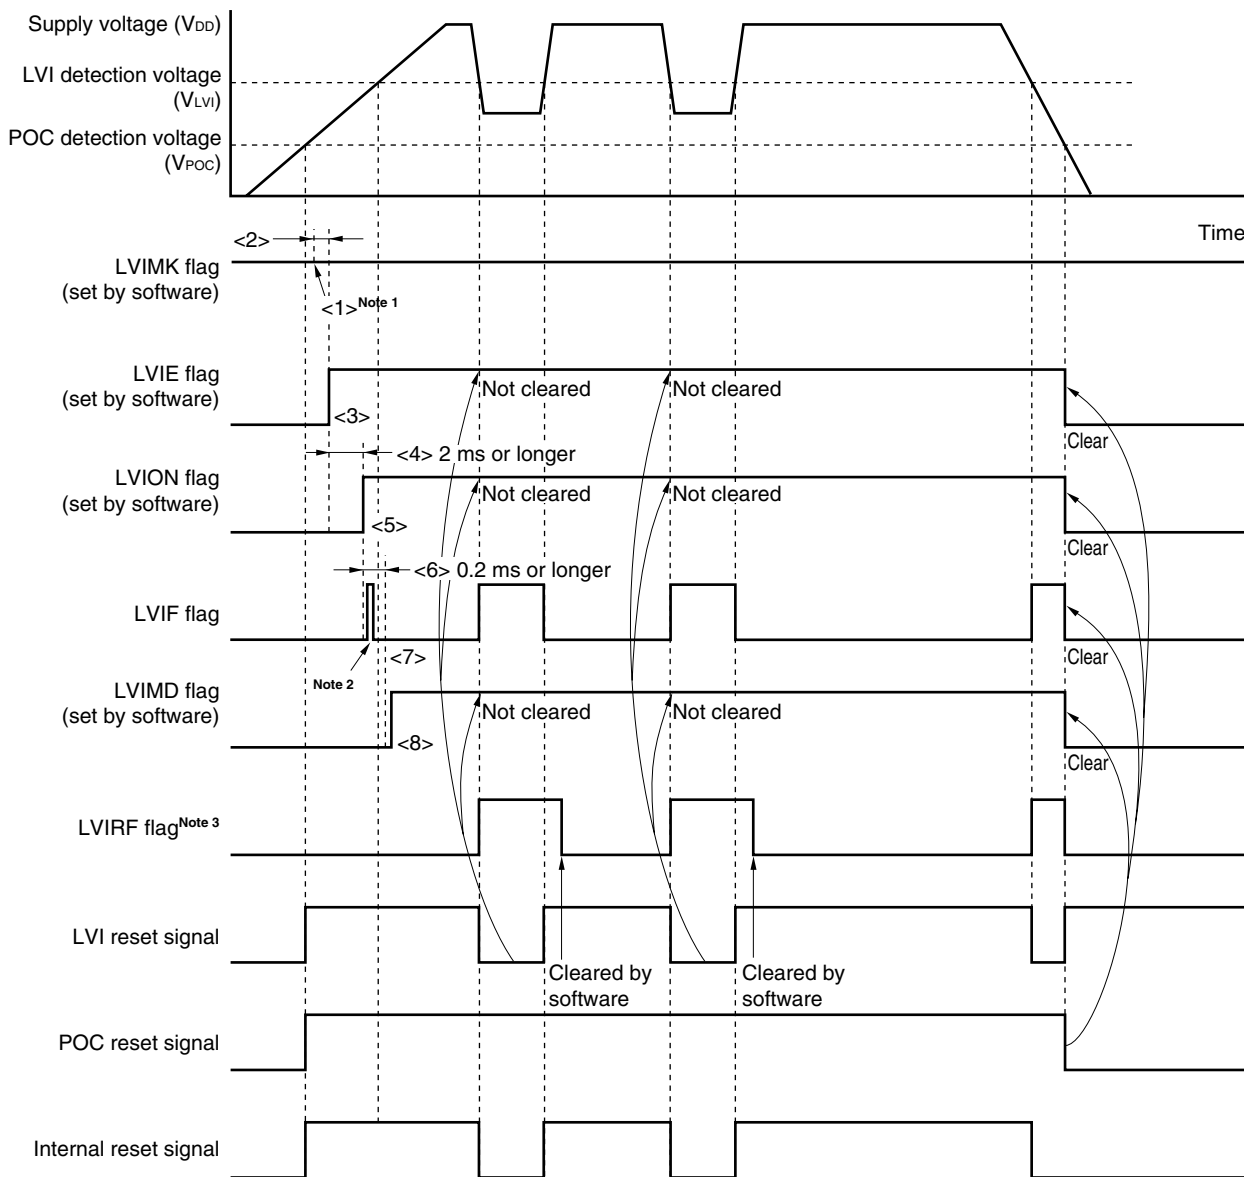 Supply voltage (VDD)
LVI detection voltage
(VLVI)
POC detection voltage
(VPOC)
Time
<2>
LVIMK flag
(set by software)
<1>Note 1
LVIE flag
(set by software)
Not cleared
Not cleared
<3>
Clear
<4> 2 ms or longer
LVION flag
(set by software)
Not cleared
Not cleared
<5>
Clear
<6> 0.2 ms or longer
LVIF flag
<7>
Clear
Note 2
LVIMD flag
(set by software)
Not cleared
Not cleared
<8>
Clear
LVIRF flagNote 3
LVI reset signal
Cleared by
software
Cleared by
software
POC reset signal
Internal reset signal